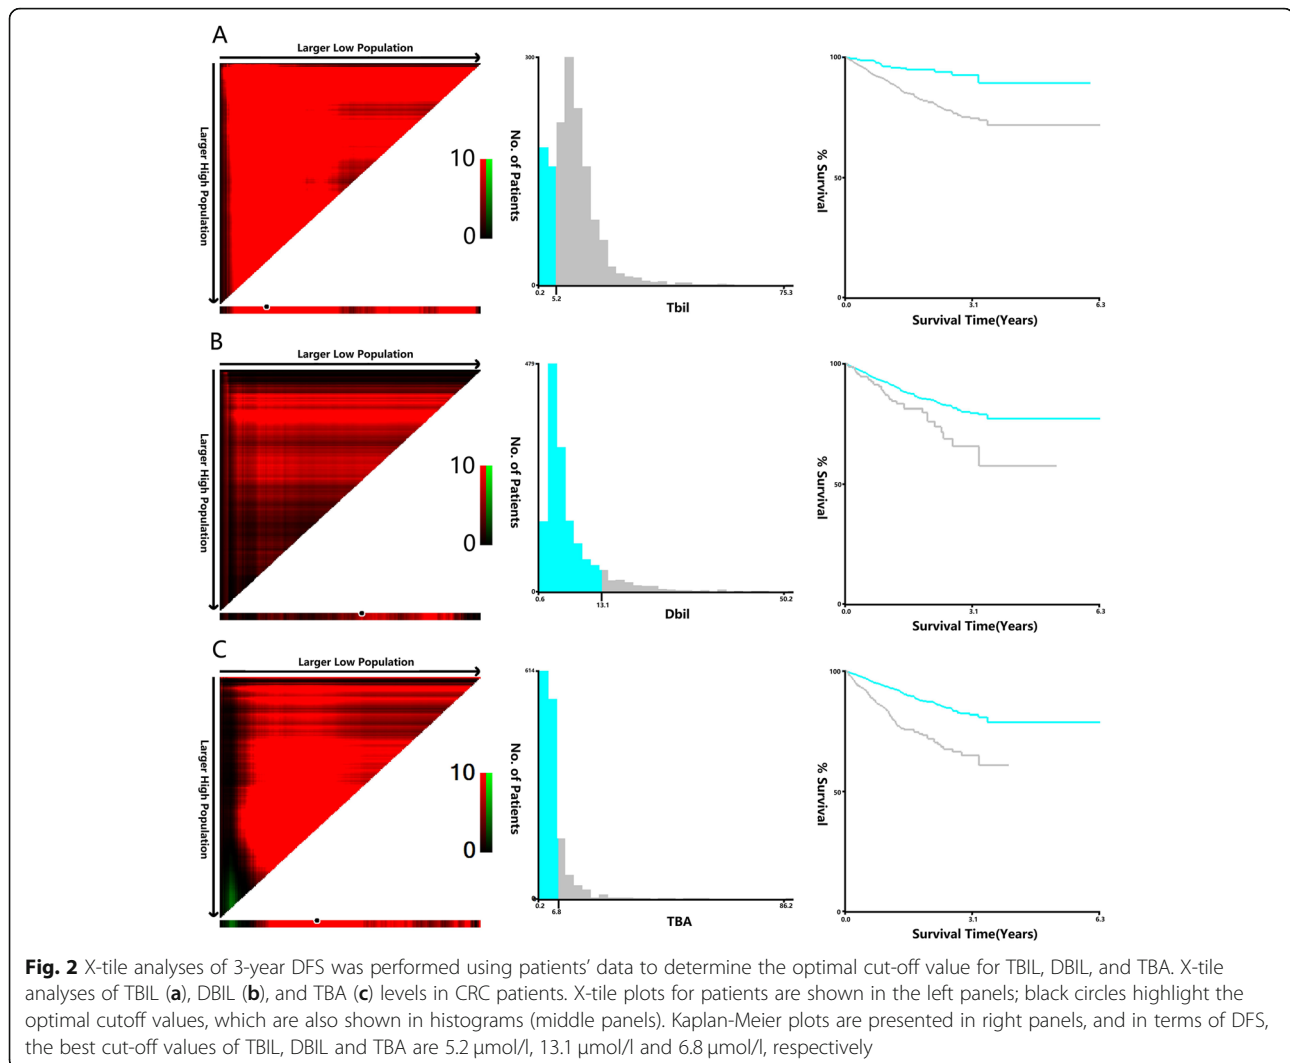 A
Larger Low Population
Larger High Population
10
0
300
No. of Patients
0
0.2
5.2
75.3
Tbil
100
% Survival
50
0
0.0
3.1
6.3
Survival Time(Years)
B
Larger Low Population
Larger High Population
10
0
479
No. of Patients
0
0.6
13.1
50.2
Dbil
100
% Survival
50
0
0.0
3.1
6.3
Survival Time(Years)
C
Larger Low Population
Larger High Population
10
0
614
No. of Patients
0
0.2
6.8
86.2
TBA
100
% Survival
50
0
0.0
3.1
6.3
Survival Time(Years)
Fig. 2 X-tile analyses of 3-year DFS was performed using patients’ data to determine the optimal cut-off value for TBIL, DBIL, and TBA. X-tile
analyses of TBIL (a), DBIL (b), and TBA (c) levels in CRC patients. X-tile plots for patients are shown in the left panels; black circles highlight the
optimal cutoff values, which are also shown in histograms (middle panels). Kaplan-Meier plots are presented in right panels, and in terms of DFS,
the best cut-off values of TBIL, DBIL and TBA are 5.2 μmol/l, 13.1 μmol/l and 6.8 μmol/l, respectively